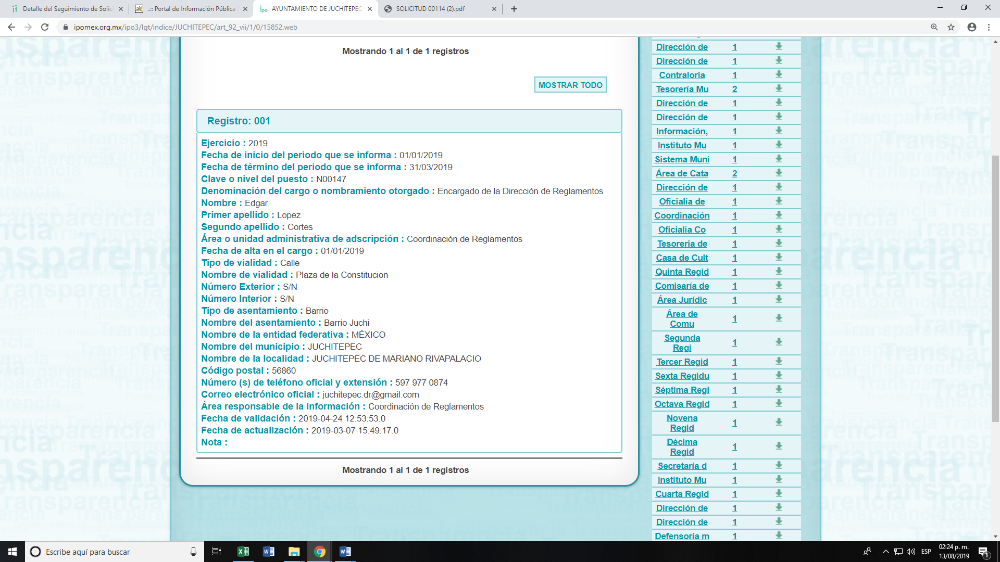 Detalle del Seguimiento de Solici
..:: Portal de Información Pública
AYUNTAMIENTO DE JUCHITEPEC
SOLICITUD 00114 (2).pdf
ipomex.org.mx/ipo3/lgt/indice/JUCHITEPEC/art_92_vii/1/0/15852.web
Mostrando 1 al 1 de 1 registros
MOSTRAR TODO
Registro: 001
Ejercicio : 2019
Fecha de inicio del periodo que se informa : 01/01/2019
Fecha de término del periodo que se informa : 31/03/2019
Clave o nivel del puesto : N00147
Denominación del cargo o nombramiento otorgado : Encargado de la Dirección de Reglamentos
Nombre : Edgar
Primer apellido : Lopez
Segundo apellido : Cortes
Área o unidad administrativa de adscripción : Coordinación de Reglamentos
Fecha de alta en el cargo : 01/01/2019
Tipo de vialidad : Calle
Nombre de vialidad : Plaza de la Constitucion
Número Exterior : S/N
Número Interior : S/N
Tipo de asentamiento : Barrio
Nombre del asentamiento : Barrio Juchi
Nombre de la entidad federativa : MÉXICO
Nombre del municipio : JUCHITEPEC
Nombre de la localidad : JUCHITEPEC DE MARIANO RIVAPALACIO
Código postal : 56860
Número (s) de teléfono oficial y extensión : 597 977 0874
Correo electrónico oficial : juchitepec.dr@gmail.com
Área responsable de la información : Coordinación de Reglamentos
Fecha de validación : 2019-04-24 12:53:53.0
Fecha de actualización : 2019-03-07 15:49:17.0
Nota :
Mostrando 1 al 1 de 1 registros
Dirección de 1
Dirección de 1
Contraloria 1
Tesorería Mu 2
Dirección de 1
Dirección de 1
Información, 1
Instituto Mu 1
Sistema Muni 1
Área de Cata 2
Dirección de 1
Oficialia de 1
Coordinación 1
Oficialia Co 1
Tesoreria de 1
Casa de Cult 1
Quinta Regid 1
Comisaría de 1
Área Jurídic 1
Área de
Comu 1
Segunda
Regi 1
Tercer Regid 1
Sexta Regidu 1
Séptima Regi 1
Octava Regid 1
Novena
Regid 1
Décima
Regid 1
Secretaría d 1
Instituto Mu 1
Cuarta Regid 1
Dirección de 1
Dirección de 1
Defensoría m 1
Escribe aquí para buscar
ESP
02:24 p. m.
13/08/2019
1